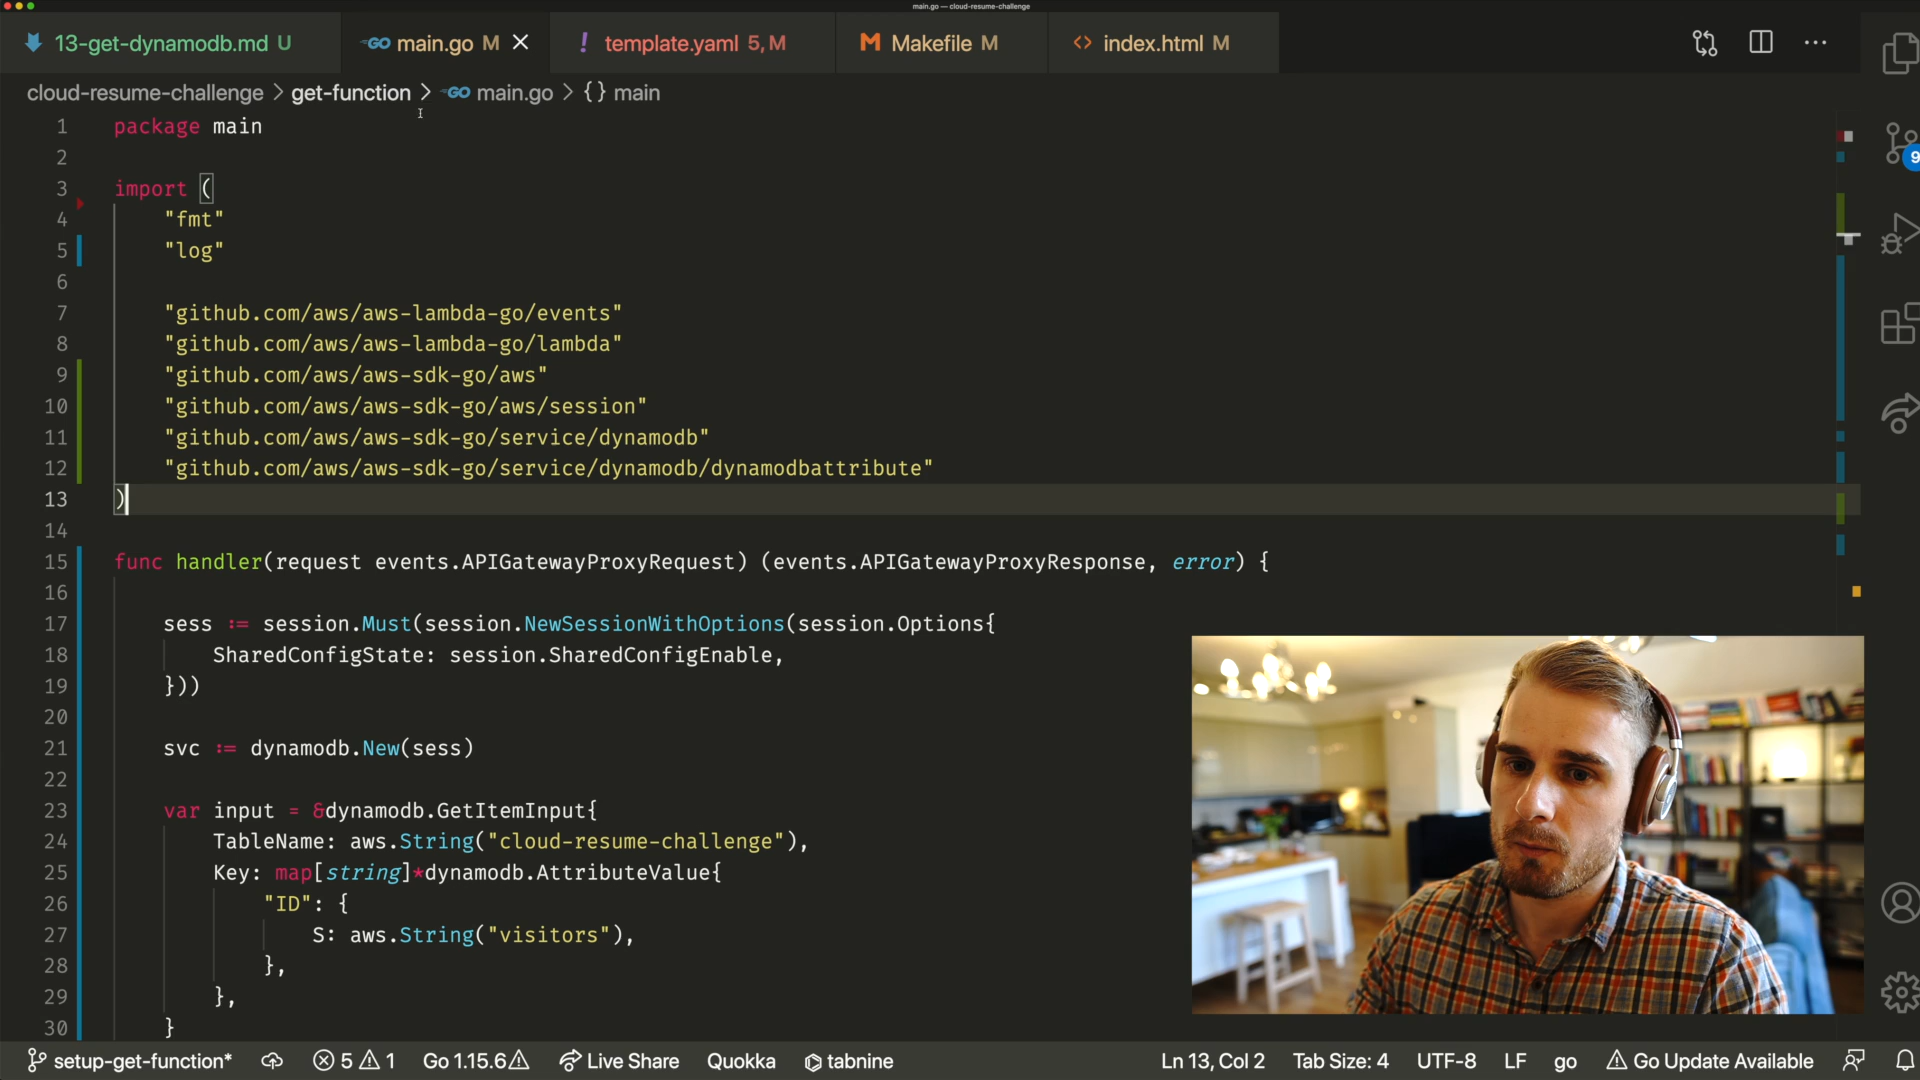 main.go — cloud-resume-challenge
13-get-dynamodb.md U
GO main.go M
! template.yaml 5, M
M Makefile M
<> index.html M
cloud-resume-challenge > get-function > GO main.go > {} main
1 package main
2
3 import (
4 "fmt"
5 "log"
6
7 "github.com/aws/aws-lambda-go/events"
8 "github.com/aws/aws-lambda-go/lambda"
9 "github.com/aws/aws-sdk-go/aws"
10 "github.com/aws/aws-sdk-go/aws/session"
11 "github.com/aws/aws-sdk-go/service/dynamodb"
12 "github.com/aws/aws-sdk-go/service/dynamodb/dynamodbattribute"
13 )
14
15 func handler(request events.APIGatewayProxyRequest) (events.APIGatewayProxyResponse, error) {
16
17 sess := session.Must(session.NewSessionWithOptions(session.Options{
18 SharedConfigState: session.SharedConfigEnable,
19 }))
20
21 svc := dynamodb.New(sess)
22
23 var input = &dynamodb.GetItemInput{
24 TableName: aws.String("cloud-resume-challenge"),
25 Key: map[string]*dynamodb.AttributeValue{
26 "ID": {
27 S: aws.String("visitors"),
28 },
29 },
30 }
9
setup-get-function* 5 1 Go 1.15.6 Live Share Quokka tabnine Ln 13, Col 2 Tab Size: 4 UTF-8 LF go Go Update Available